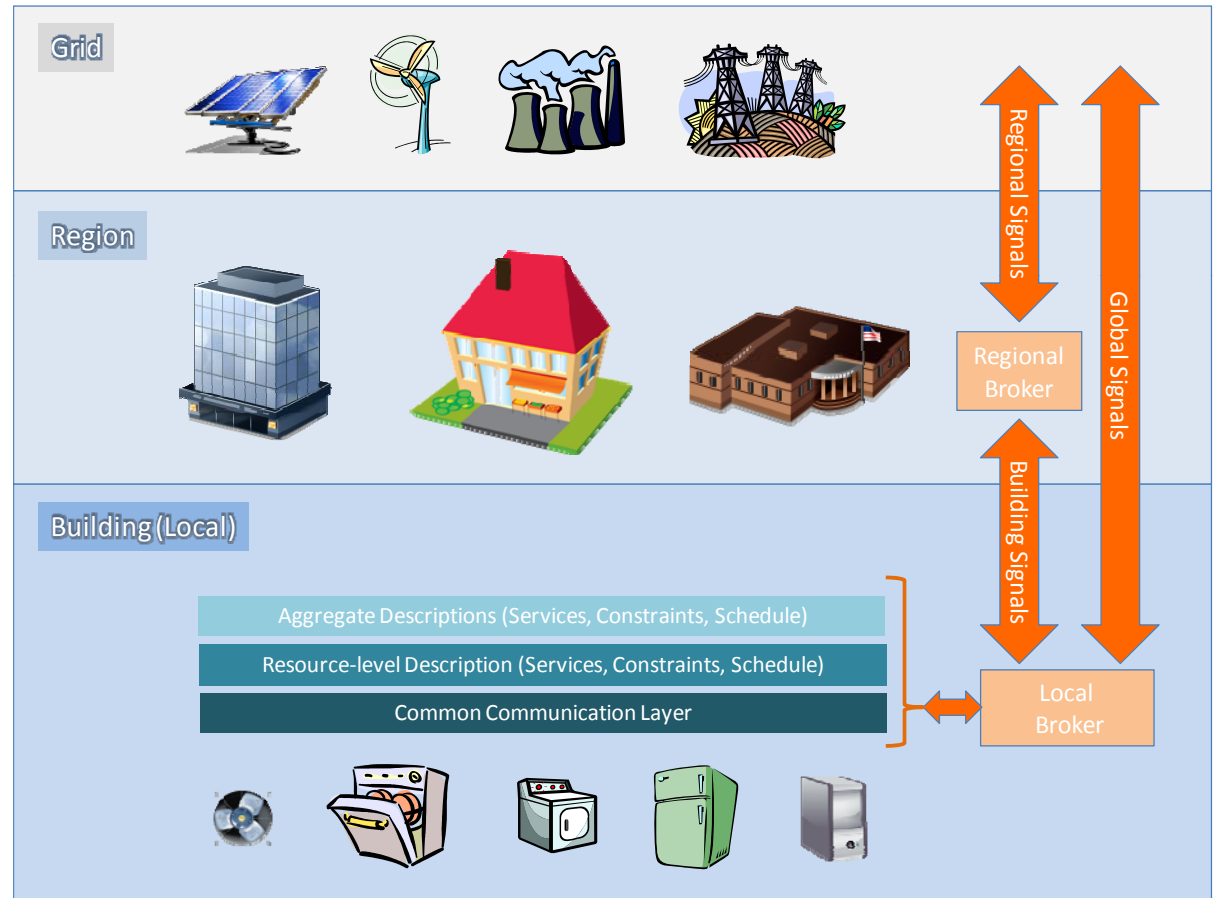 Grid
Regional Signals
Global Signals
Region
Regional
Broker
Building Signals
Building (Local)
Aggregate Descriptions (Services, Constraints, Schedule)
Resource-level Description (Services, Constraints, Schedule)
Common Communication Layer
Local
Broker